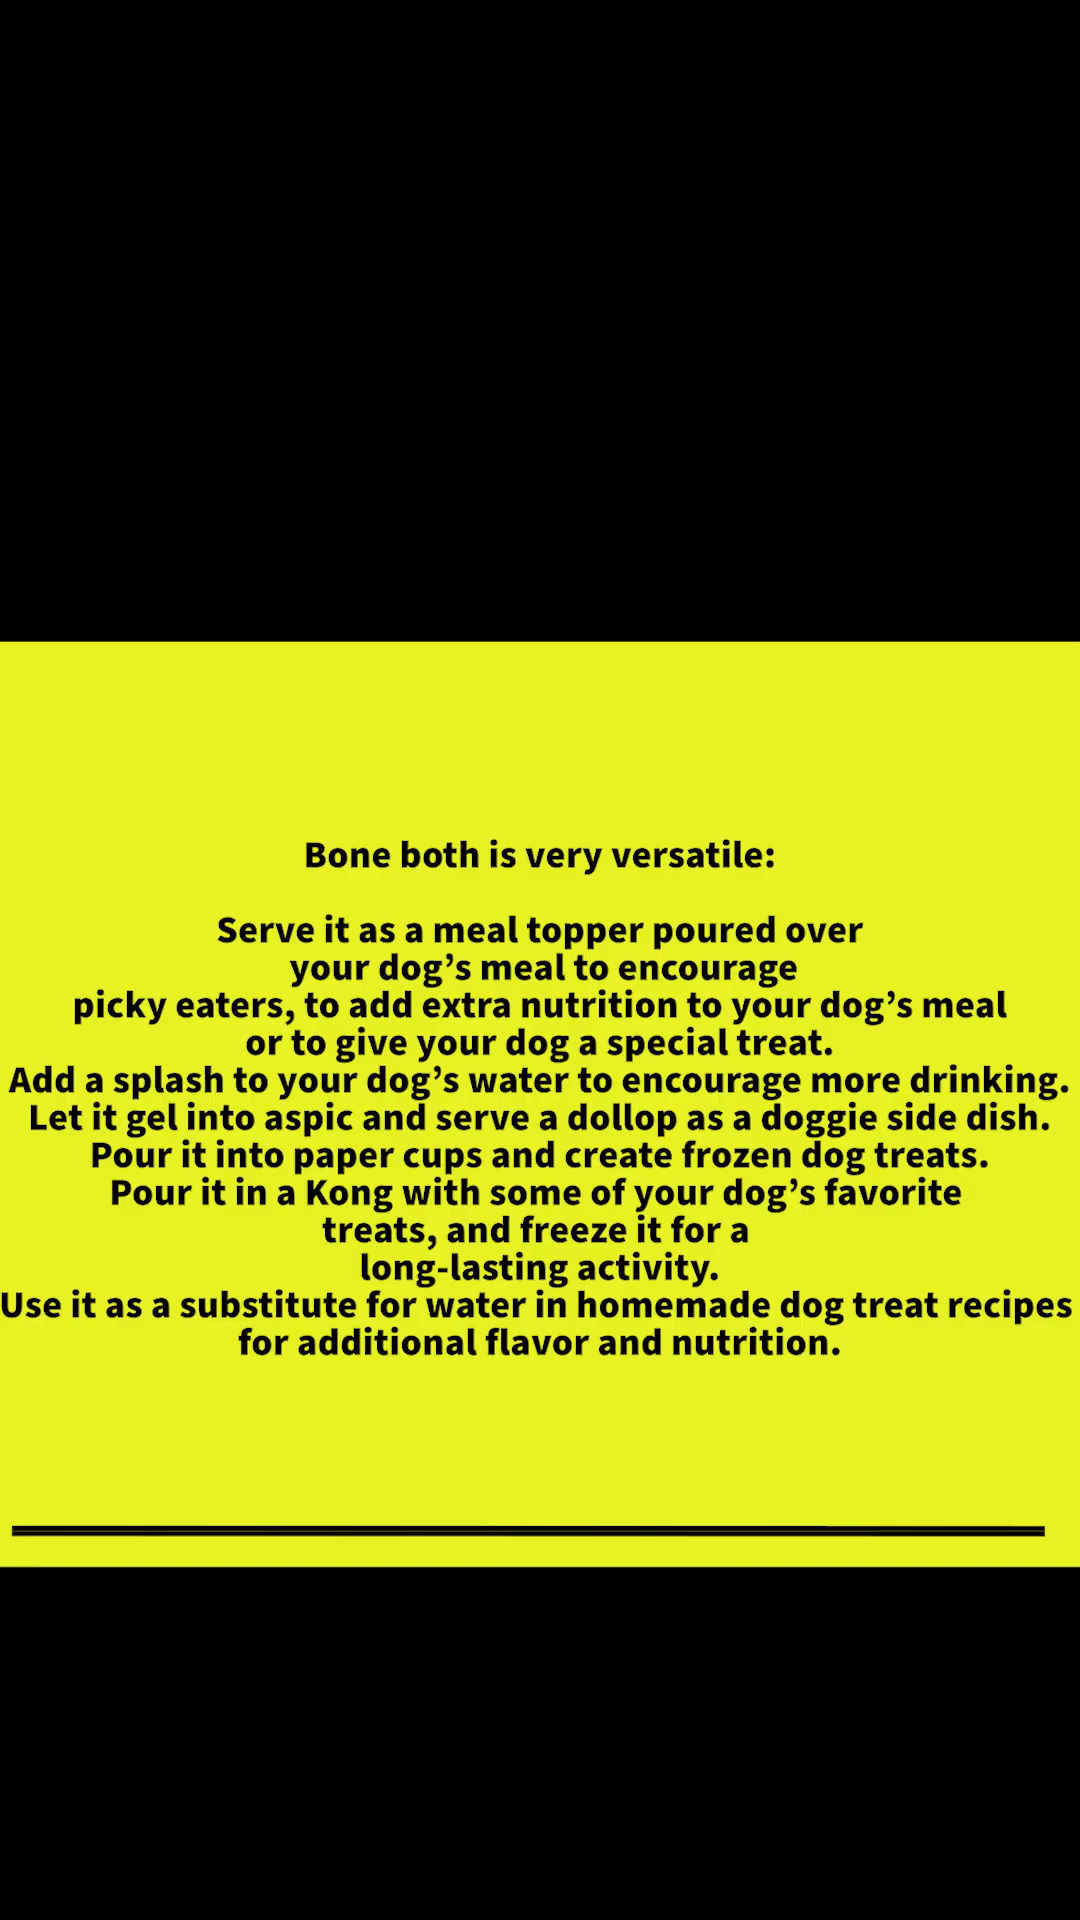 Bone both is very versatile:
Serve it as a meal topper poured over
your dog’s meal to encourage
picky eaters, to add extra nutrition to your dog’s meal
or to give your dog a special treat.
Add a splash to your dog’s water to encourage more drinking.
Let it gel into aspic and serve a dollop as a doggie side dish.
Pour it into paper cups and create frozen dog treats.
Pour it in a Kong with some of your dog’s favorite
treats, and freeze it for a
long-lasting activity.
Use it as a substitute for water in homemade dog treat recipes
for additional flavor and nutrition.